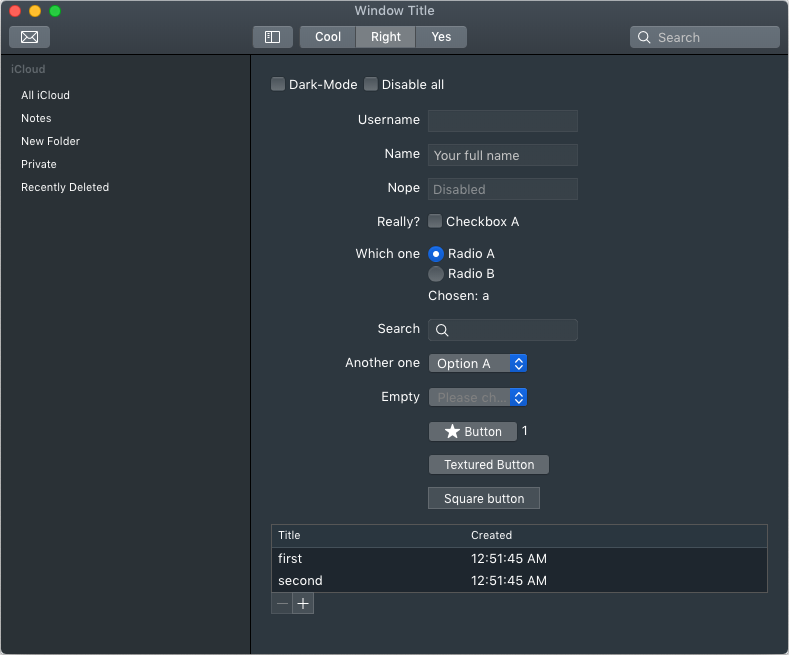 Window Title
Cool Right Yes
Search
iCloud
All iCloud
Notes
New Folder
Private
Recently Deleted
Dark-Mode Disable all
Username
Name Your full name
Nope Disabled
Really? Checkbox A
Which one Radio A
Radio B
Chosen: a
Search
Another one Option A
Empty Please ch...
Button 1
Textured Button
Square button
Title Created
first 12:51:45 AM
second 12:51:45 AM